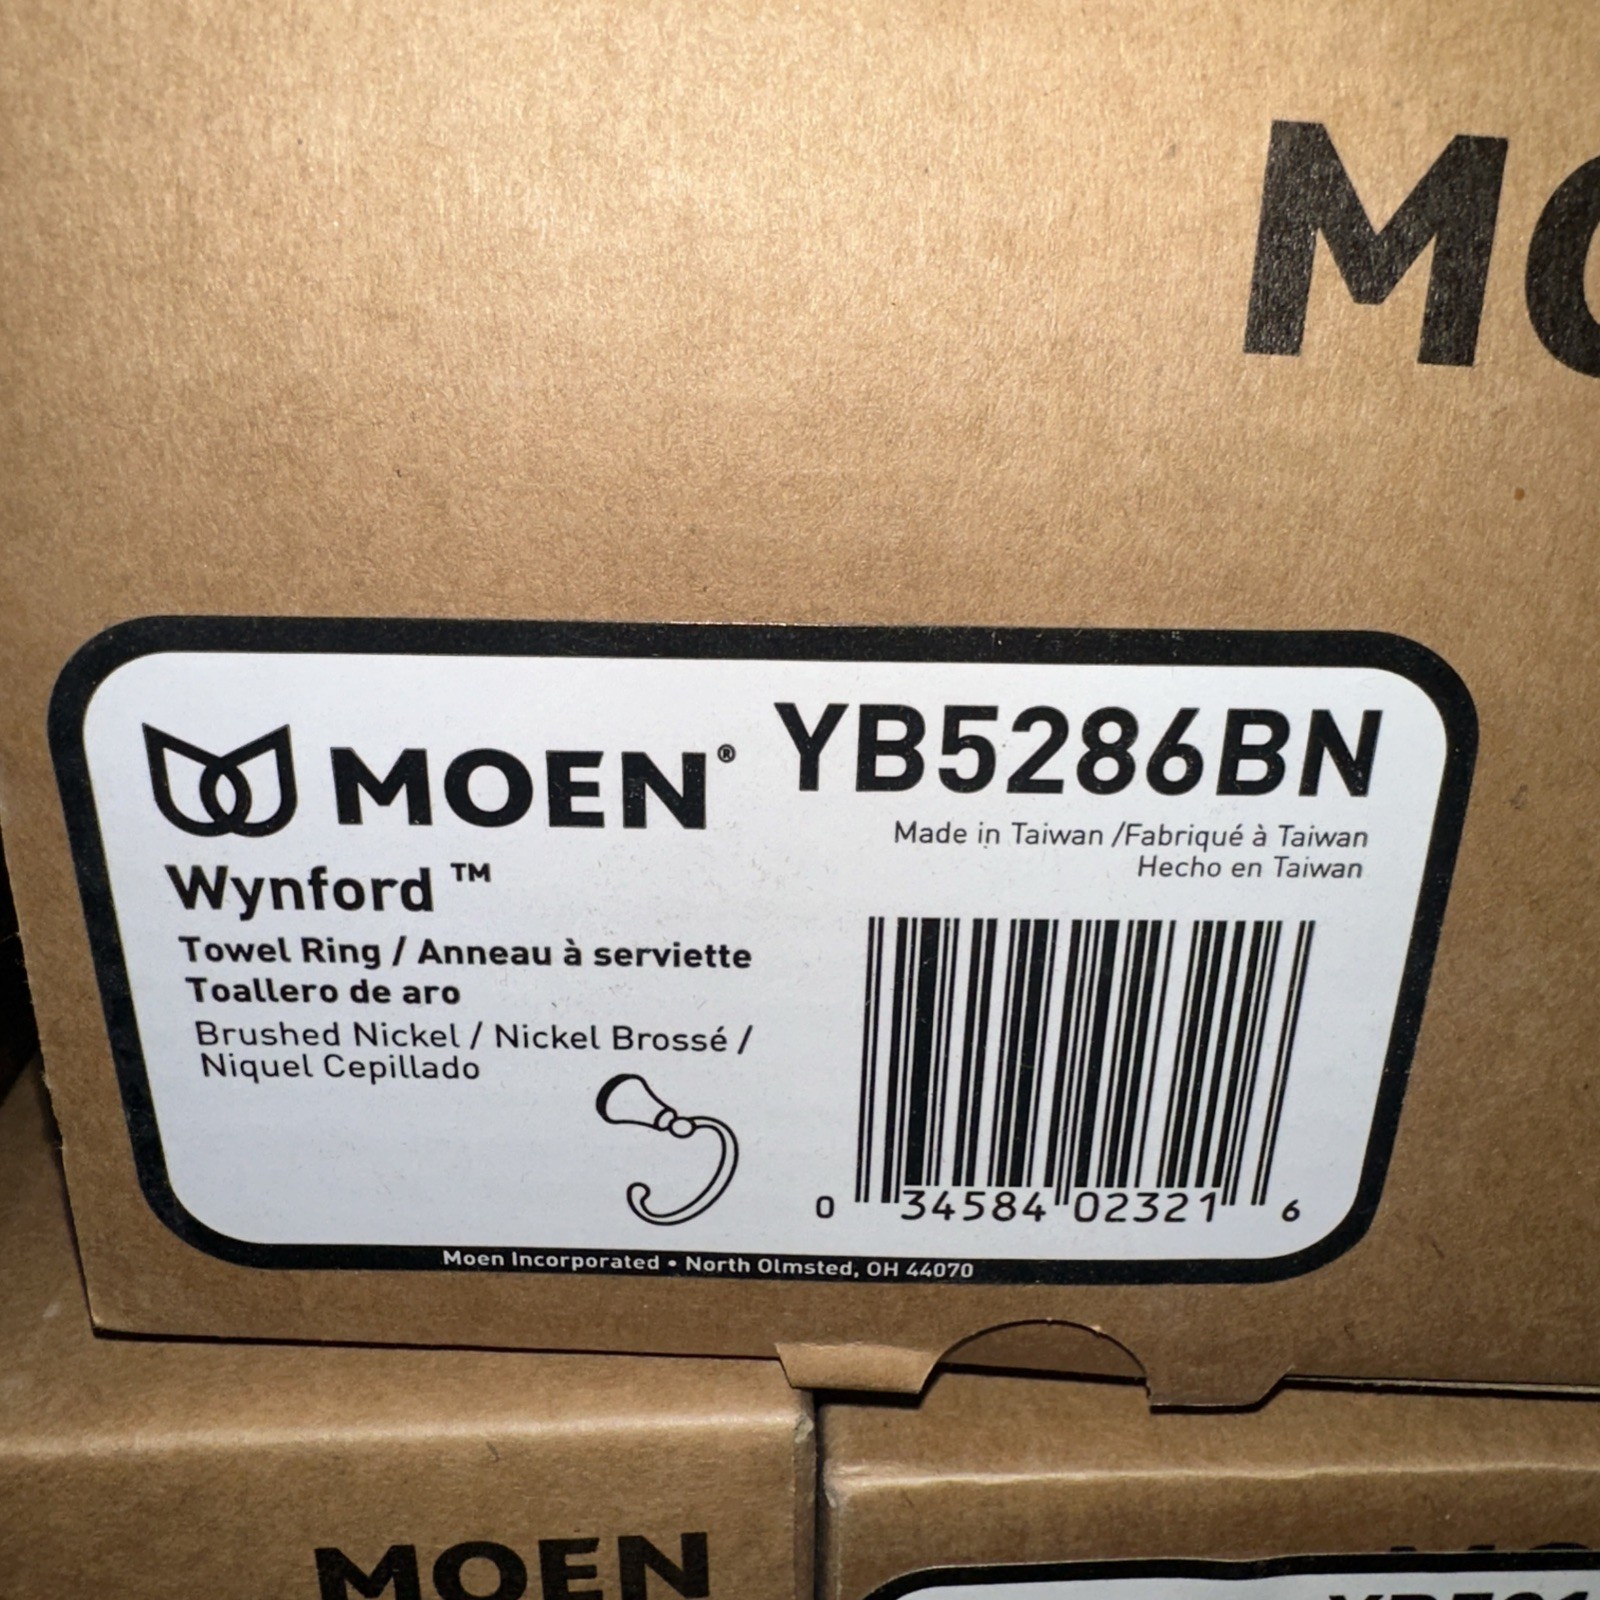 MO
MOEN® YB5286BN
Made in Taiwan /Fabriqué à Taiwan
Hecho en Taiwan
Wynford ™
Towel Ring / Anneau à serviette
Toallero de aro
Brushed Nickel / Nickel Brossé /
Niquel Cepillado
0 34584 02321 6
Moen Incorporated • North Olmsted, OH 44070
MOEN